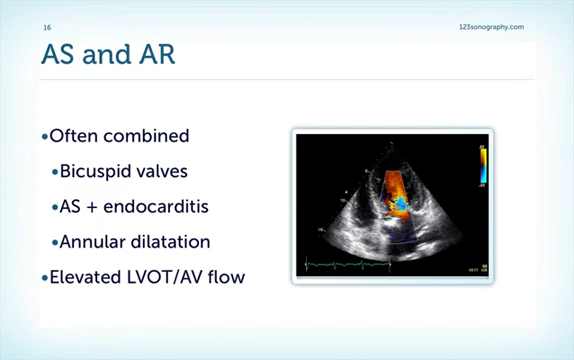 16
123sonography.com
AS and AR
•Often combined
•Bicuspid valves
•AS + endocarditis
•Annular dilatation
•Elevated LVOT/AV flow